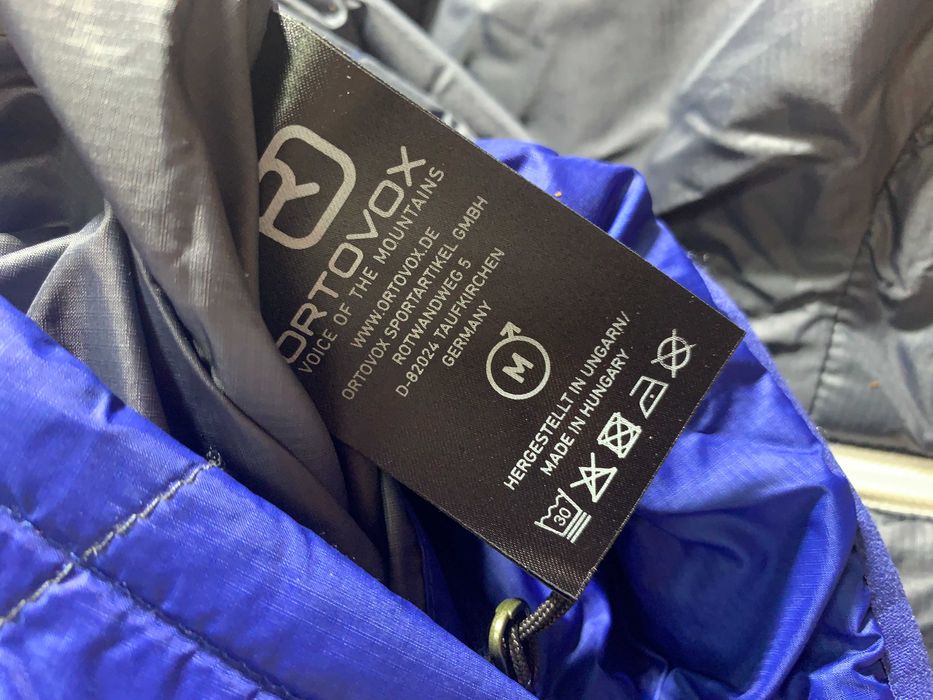 ORTOVOX
VOICE OF THE MOUNTAINS
WWW.ORTOVOX.DE
ORTOVOX SPORTARTIKEL GMBH
ROTWANDWEG 5
D-82024 TAUFKIRCHEN
GERMANY
M
HERGESTELLT IN UNGARN/
MADE IN HUNGARY
30